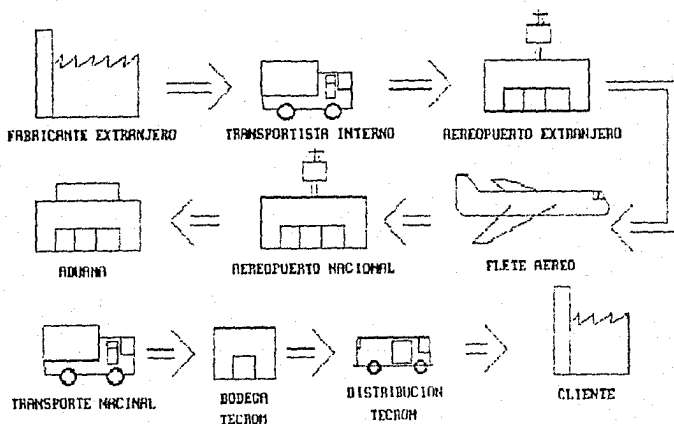 FABRICANTE EXTRANJERO
TRANSPORTISTA INTERNO
AEREOPUERTO EXTRANJERO
ADUANA
AEREOPUERTO NACIONAL
FLETE AEREO
TRANSPORTE NACINAL
BODEGA
TECROM
DISTRIBUCION
TECROM
CLIENTE